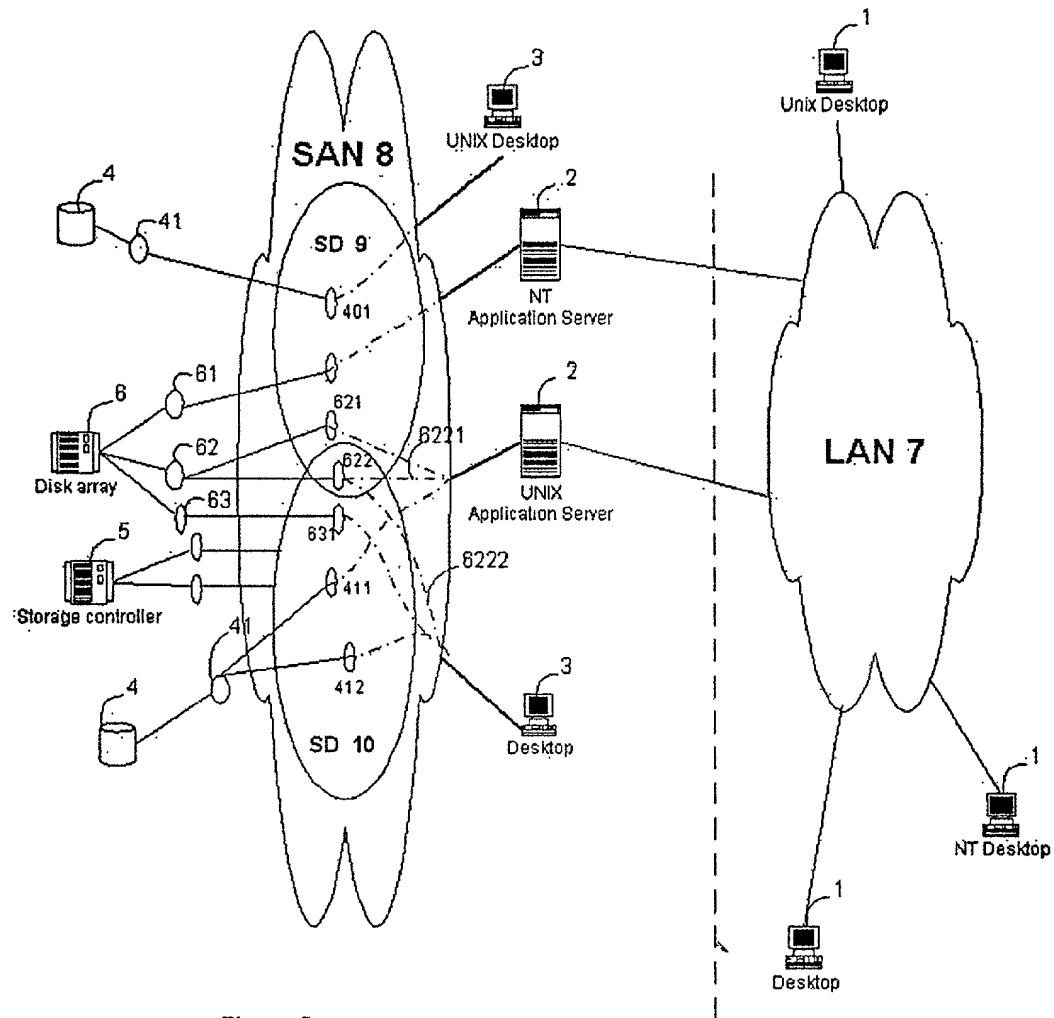 1
Unix Desktop
3
UNIX Desktop
SAN 8
4
41
SD 9
2
NT
Application Server
401
61
6
621
2
6221
LAN 7
62
622
Disk array
UNIX
Application Server
63
631
5
6222
411
Storage controller
41
412
3
4
SD 10
Desktop
1
NT Desktop
1
Desktop